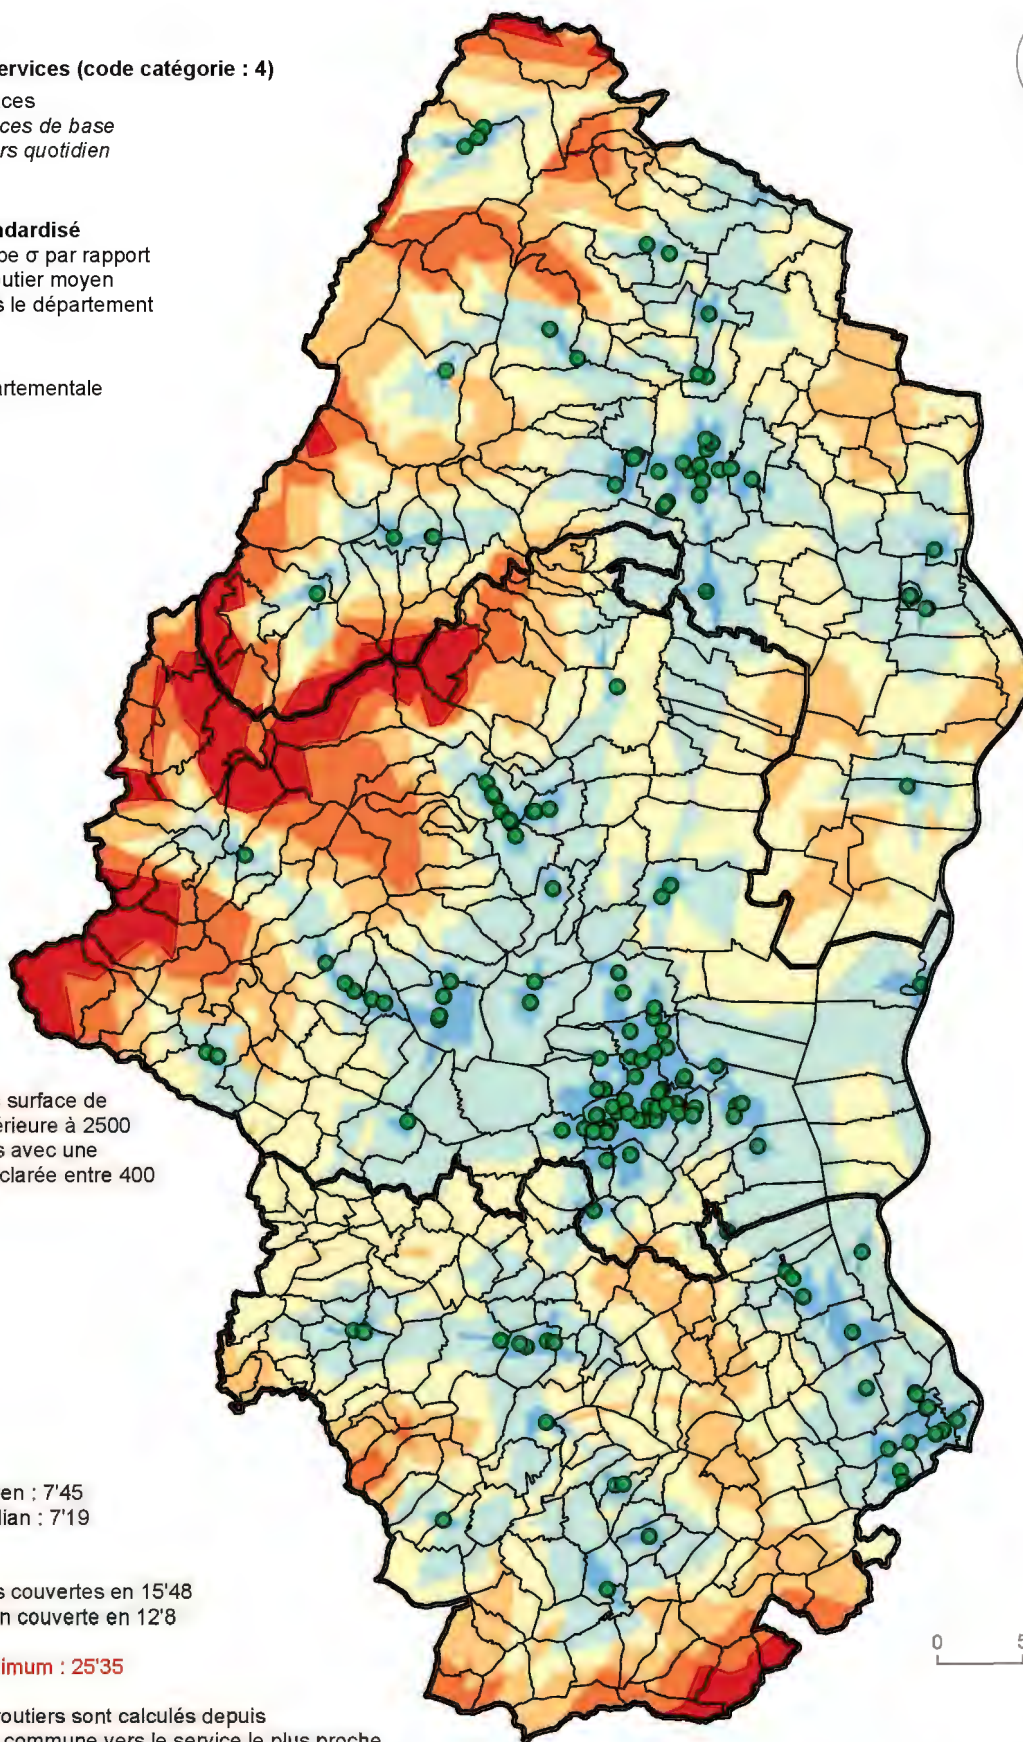 ervices (code catégorie : 4)
ces
ces de base
rs quotidien
ndardisé
pe σ par rapport
utier moyen
s le département
artementale
surface de
érieure à 2500
s avec une
clarée entre 400
en : 7'45
lian : 7'19
s couvertes en 15'48
n couverte en 12'8
imum : 25'35
routiers sont calculés depuis
commune vers le service le plus proche
0 5